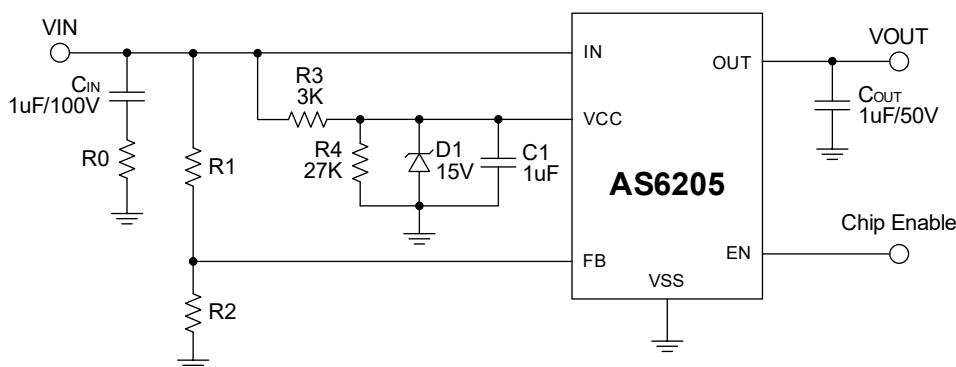 VIN
CIN
1uF/100V
R0
R1
R2
R3
3K
R4
27K
D1
15V
C1
1uF
IN
VCC
FB
OUT
EN
VSS
AS6205
VOUT
COUT
1uF/50V
Chip Enable